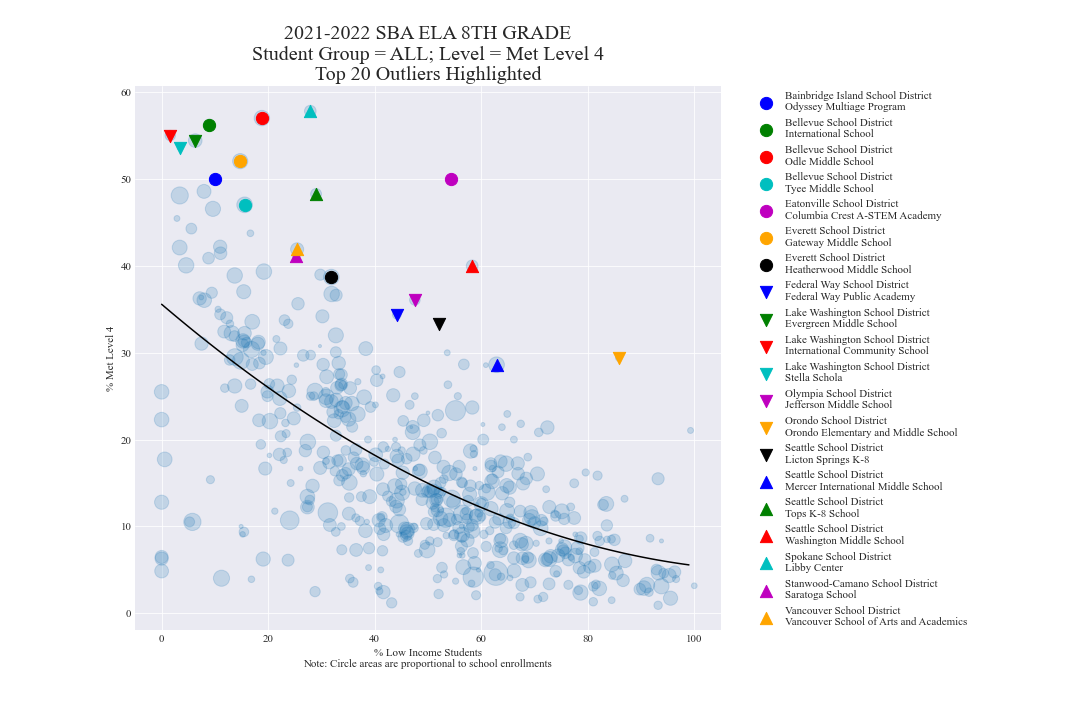 2021-2022 SBA ELA 8TH GRADE
Student Group = ALL; Level = Met Level 4
Top 20 Outliers Highlighted
60
50
40
30
20
10
0
% Met Level 4
0 20 40 60 80 100
% Low Income Students
Note: Circle areas are proportional to school enrollments
Bainbridge Island School District
Odyssey Multiage Program
Bellevue School District
International School
Bellevue School District
Odle Middle School
Bellevue School District
Tyee Middle School
Eatonville School District
Columbia Crest A-STEM Academy
Everett School District
Gateway Middle School
Everett School District
Heatherwood Middle School
Federal Way School District
Federal Way Public Academy
Lake Washington School District
Evergreen Middle School
Lake Washington School District
International Community School
Lake Washington School District
Stella Schola
Olympia School District
Jefferson Middle School
Orondo School District
Orondo Elementary and Middle School
Seattle School District
Licton Springs K-8
Seattle School District
Mercer International Middle School
Seattle School District
Tops K-8 School
Seattle School District
Washington Middle School
Spokane School District
Libby Center
Stanwood-Camano School District
Saratoga School
Vancouver School District
Vancouver School of Arts and Academics